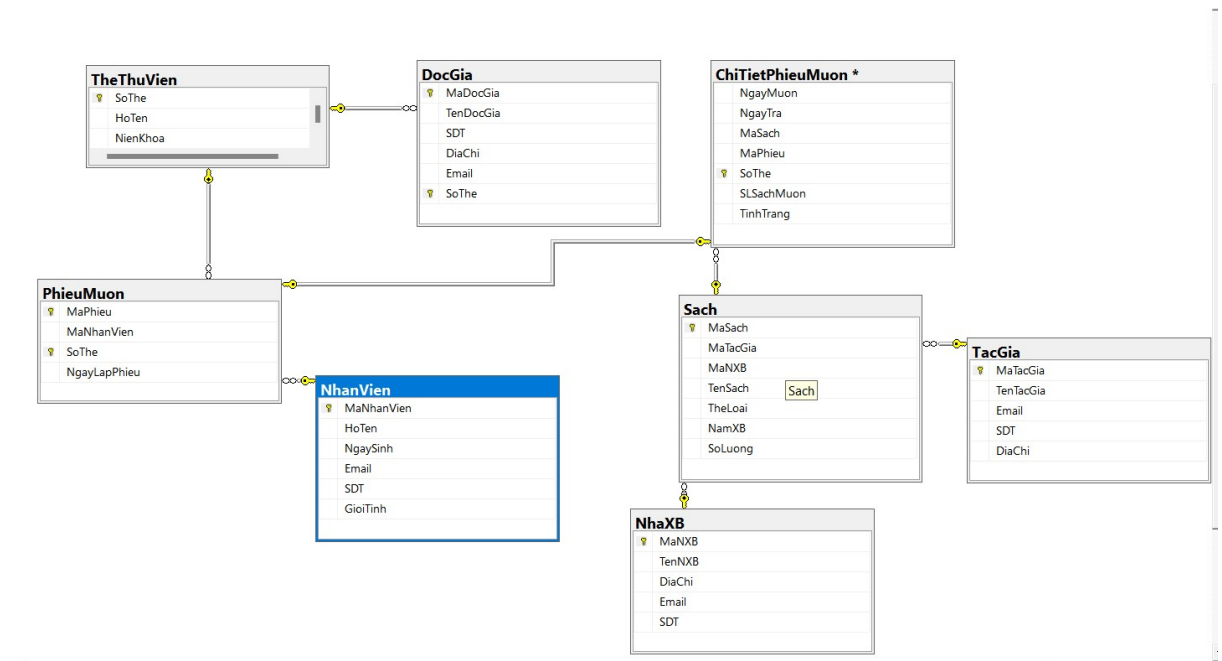 TheThuVien
SoThe
HoTen
NienKhoa
DocGia
MaDocGia
TenDocGia
SDT
DiaChi
Email
SoThe
ChiTietPhieuMuon *
NgayMuon
NgayTra
MaSach
MaPhieu
SoThe
SLSachMuon
TinhTrang
PhieuMuon
MaPhieu
MaNhanVien
SoThe
NgayLapPhieu
NhanVien
MaNhanVien
HoTen
NgaySinh
Email
SDT
GioiTinh
Sach
MaSach
MaTacGia
MaNXB
TenSach
TheLoai
NamXB
SoLuong
Sach
TacGia
MaTacGia
TenTacGia
Email
SDT
DiaChi
NhaXB
MaNXB
TenNXB
DiaChi
Email
SDT